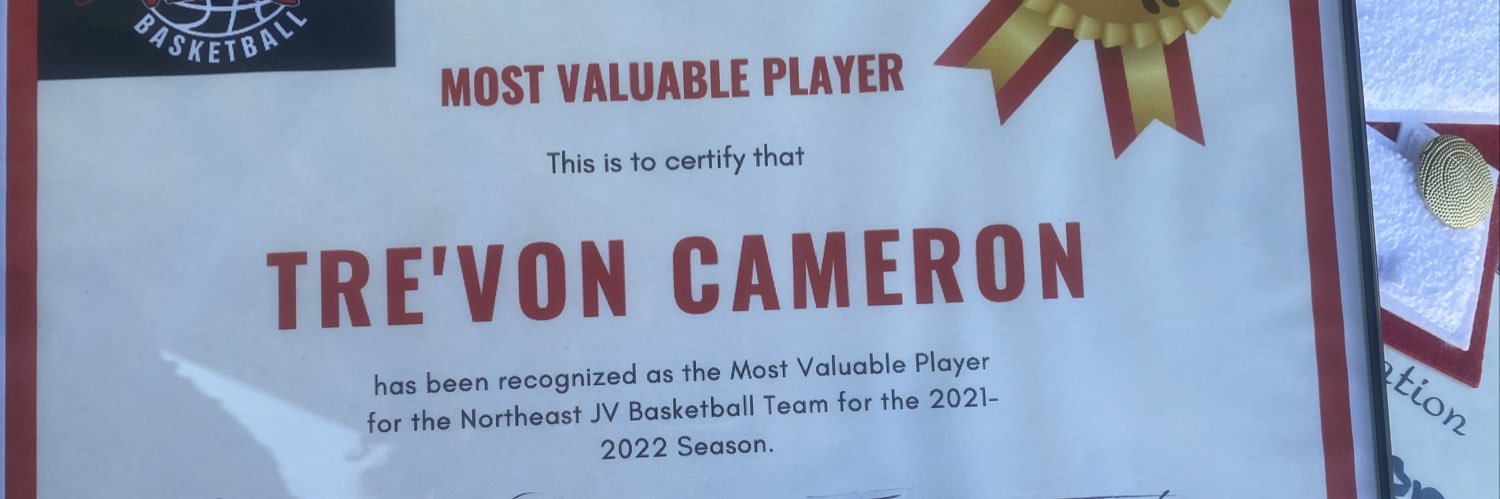 BASKETBALL
MOST VALUABLE PLAYER
This is to certify that
TRE'VON CAMERON
has been recognized as the Most Valuable Player
for the Northeast JV Basketball Team for the 2021-
2022 Season.